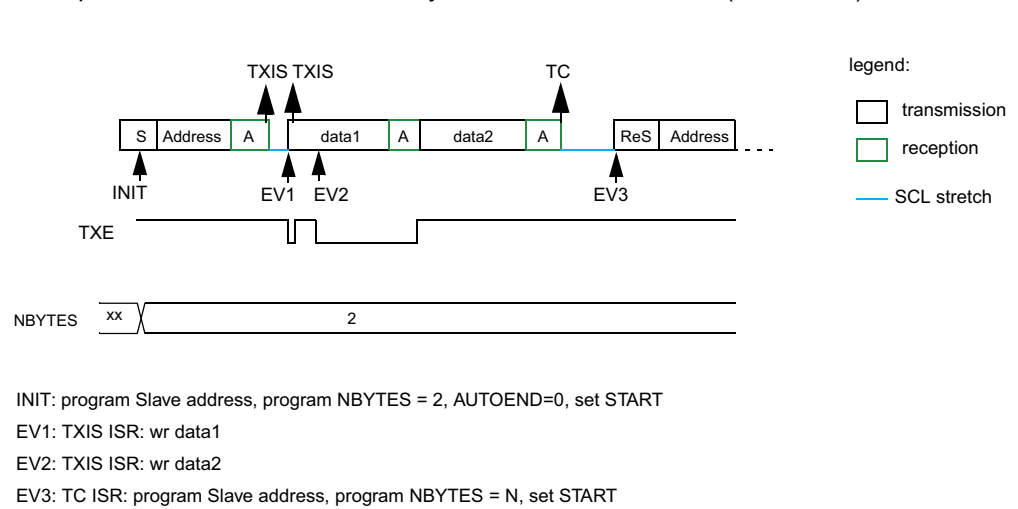 TXIS TXIS TC
legend:
S Address A data1 A data2 A ReS Address
transmission
reception
INIT EV1 EV2 EV3
SCL stretch
TXE
NBYTES xx 2
INIT: program Slave address, program NBYTES = 2, AUTOEND=0, set START
EV1: TXIS ISR: wr data1
EV2: TXIS ISR: wr data2
EV3: TC ISR: program Slave address, program NBYTES = N, set START